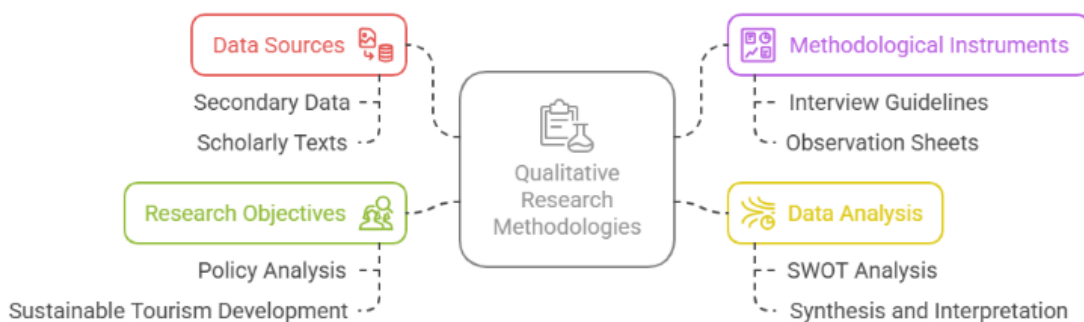 Data Sources
Secondary Data
Scholarly Texts
Research Objectives
Policy Analysis
Sustainable Tourism Development
Qualitative
Research
Methodologies
Methodological Instruments
Interview Guidelines
Observation Sheets
Data Analysis
SWOT Analysis
Synthesis and Interpretation